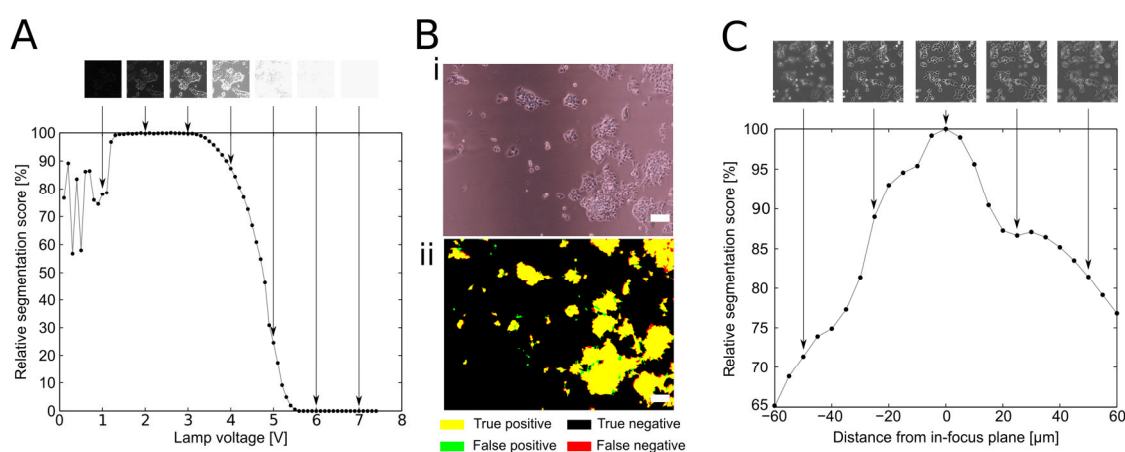 A
100
90
80
70
60
50
40
30
20
10
0
Relative segmentation score [%]
0 1 2 3 4 5 6 7 8
Lamp voltage [V]
B
i
ii
True positive
True negative
False positive
False negative
C
100
95
90
85
80
75
70
65
Relative segmentation score [%]
−60 −40 −20 0 20 40 60
Distance from in-focus plane [µm]